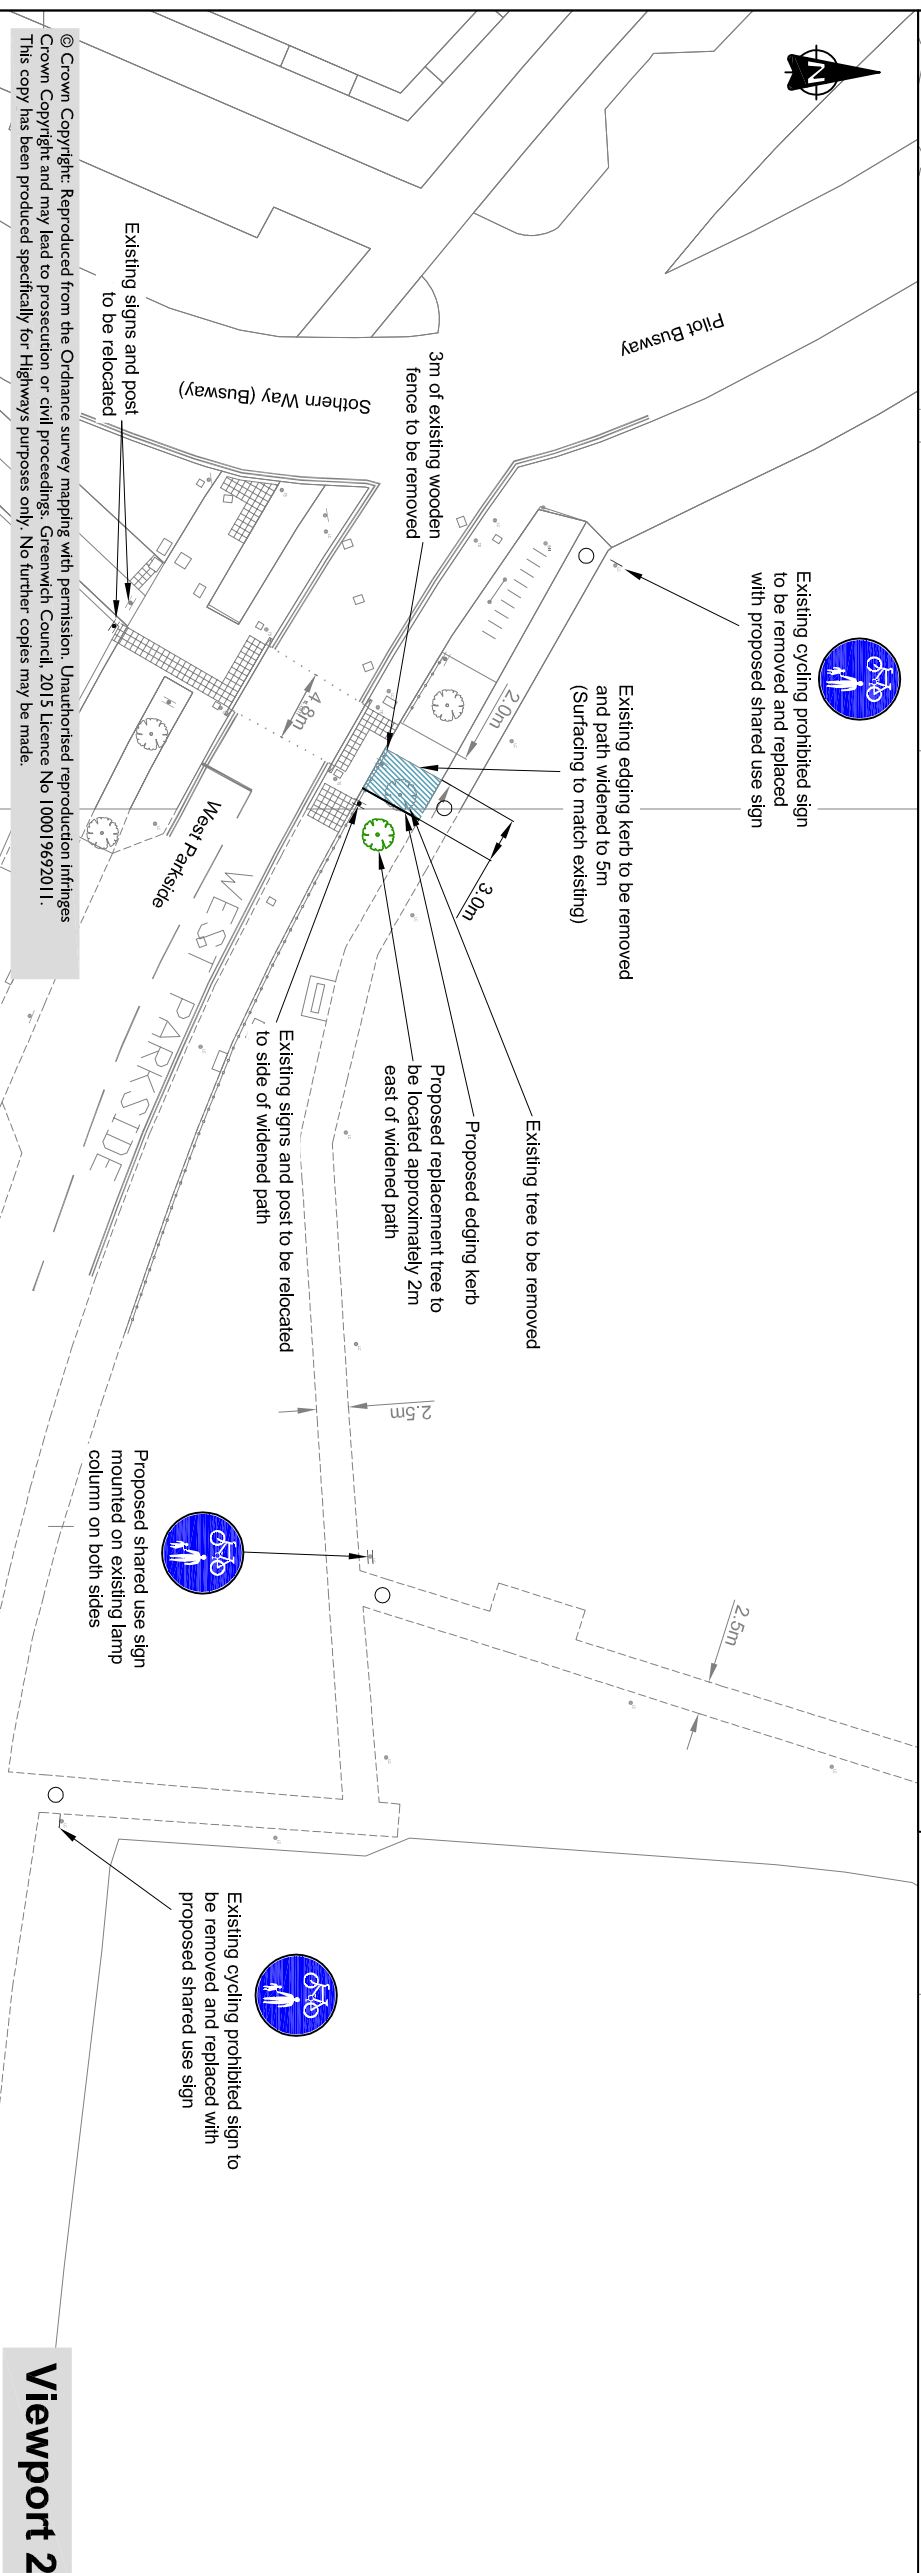 N
Pilot Busway
Sothern Way (Busway)
Existing cycling prohibited sign
to be removed and replaced
with proposed shared use sign
Existing edging kerb to be removed
and path widened to 5m
(Surfacing to match existing)
3m of existing wooden
fence to be removed
Existing signs and post
to be relocated
2.0m
4.8m
3.0m
West Parkside
WEST PARKSIDE
Existing tree to be removed
Proposed edging kerb
Proposed replacement tree to
be located approximately 2m
east of widened path
Existing signs and post to be relocated
to side of widened path
2.5m
2.5m
Proposed shared use sign
mounted on existing lamp
column on both sides
Existing cycling prohibited sign to
be removed and replaced with
proposed shared use sign
© Crown Copyright: Reproduced from the Ordnance survey mapping with permission. Unauthorised reproduction infringes
Crown Copyright and may lead to prosecution or civil proceedings. Greenwich Council, 2015 Licence No 100019692011.
This copy has been produced specifically for Highways purposes only. No further copies may be made.
Viewport 2